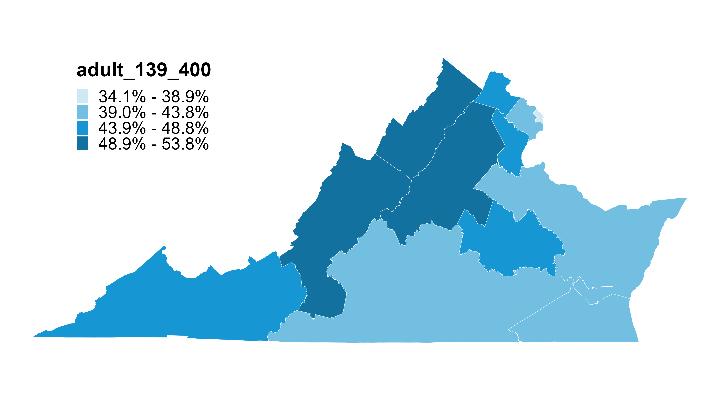 adult_139_400
34.1% - 38.9%
39.0% - 43.8%
43.9% - 48.8%
48.9% - 53.8%